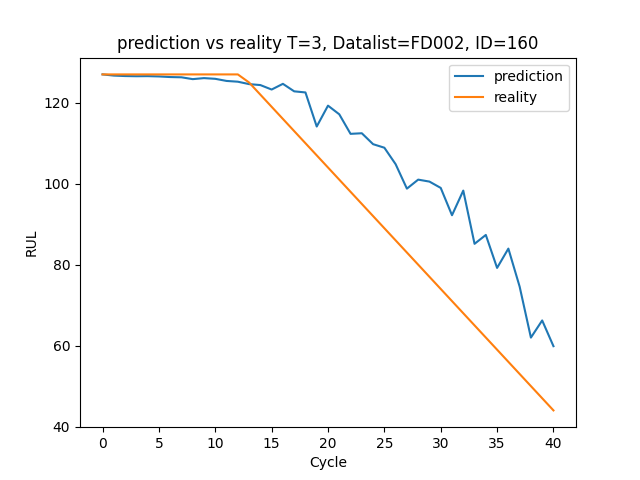 prediction vs reality T=3, Datalist=FD002, ID=160
prediction
reality
120
100
80
60
40
RUL
0 5 10 15 20 25 30 35 40
Cycle